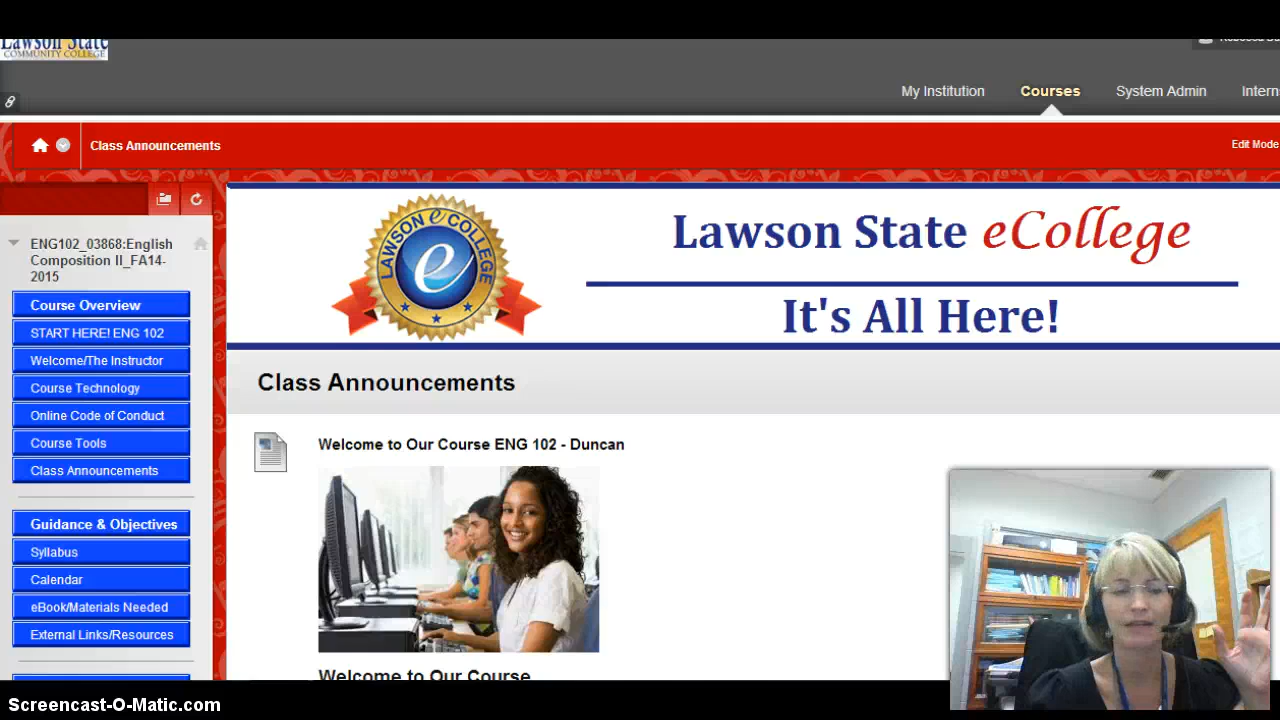 Lawson State
COMMUNITY COLLEGE
My Institution
Courses
System Admin
Class Announcements
Edit Mode
ENG102_03868:English
Composition II_FA14-
2015
Course Overview
START HERE! ENG 102
Welcome/The Instructor
Course Technology
Online Code of Conduct
Course Tools
Class Announcements
Guidance & Objectives
Syllabus
Calendar
eBook/Materials Needed
External Links/Resources
LAWSON e COLLEGE
e
Lawson State eCollege
It's All Here!
Class Announcements
Welcome to Our Course ENG 102 - Duncan
Welcome to Our Course
Screencast-O-Matic.com